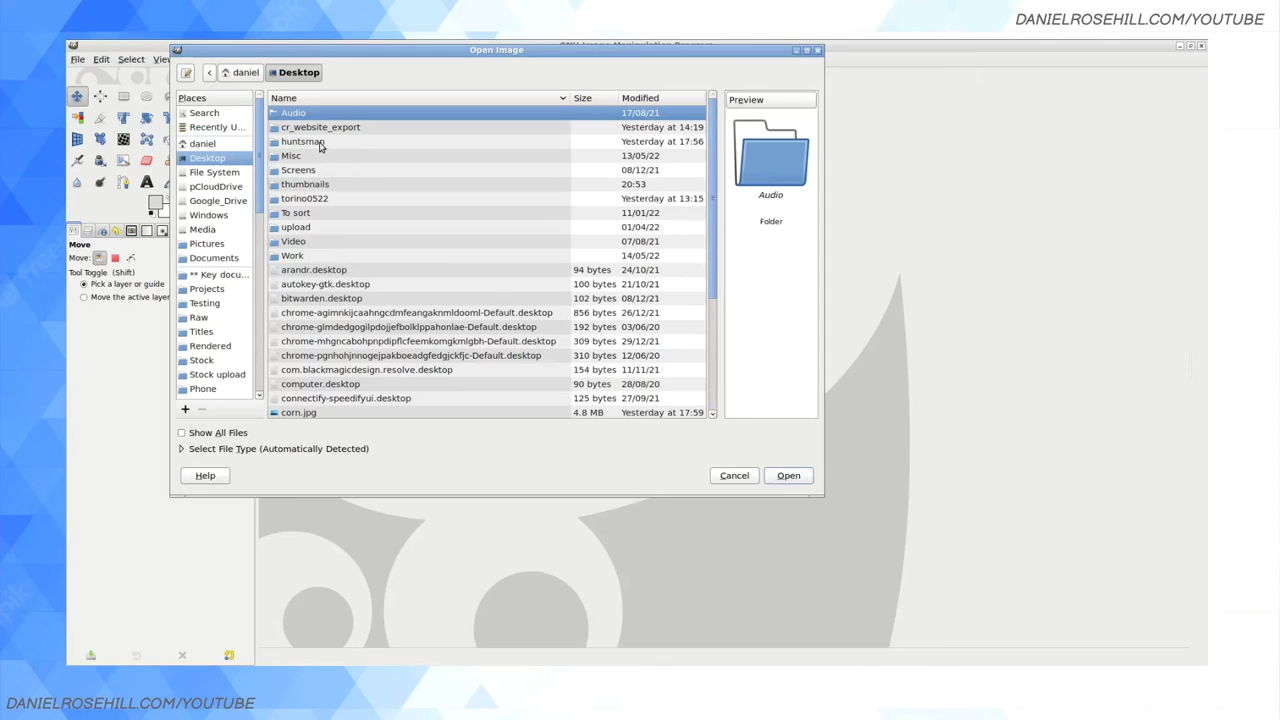 DANIELROSEHILL.COM/YOUTUBE
Open Image
File Edit Select
daniel Desktop
Places
Search
Recently U...
daniel
Desktop
File System
pCloudDrive
Google_Drive
Windows
Media
Pictures
Documents
** Key docu...
Projects
Testing
Raw
Titles
Rendered
Stock
Stock upload
Phone
Name Size Modified
Audio 17/08/21
cr_website_export Yesterday at 14:19
huntsman Yesterday at 17:56
Misc 13/05/22
Screens 08/12/21
thumbnails 20:53
torino0522 Yesterday at 13:15
To sort 11/01/22
upload 01/04/22
Video 07/08/21
Work 14/05/22
arandr.desktop 94 bytes 24/10/21
autokey-gtk.desktop 100 bytes 21/10/21
bitwarden.desktop 102 bytes 08/12/21
chrome-agimnkijcaahngcdmfeangaknmldooml-Default.desktop 856 bytes 26/12/21
chrome-glmdedgogilpdojjefbolklppahonlae-Default.desktop 192 bytes 03/06/20
chrome-mhgncabohpnpdipflcfeemkomgkmlgbh-Default.desktop 309 bytes 29/12/21
chrome-pgnhohjnnogejpakboeadgfedgjckfjc-Default.desktop 310 bytes 12/06/20
com.blackmagicdesign.resolve.desktop 154 bytes 11/11/21
computer.desktop 90 bytes 28/08/20
connectify-speedifyui.desktop 125 bytes 27/09/21
corn.jpg 4.8 MB Yesterday at 17:59
Preview
Audio
Folder
Move
Move:
Tool Toggle (Shift)
Pick a layer or guide
Move the active layer
Show All Files
Select File Type (Automatically Detected)
Help Cancel Open
DANIELROSEHILL.COM/YOUTUBE